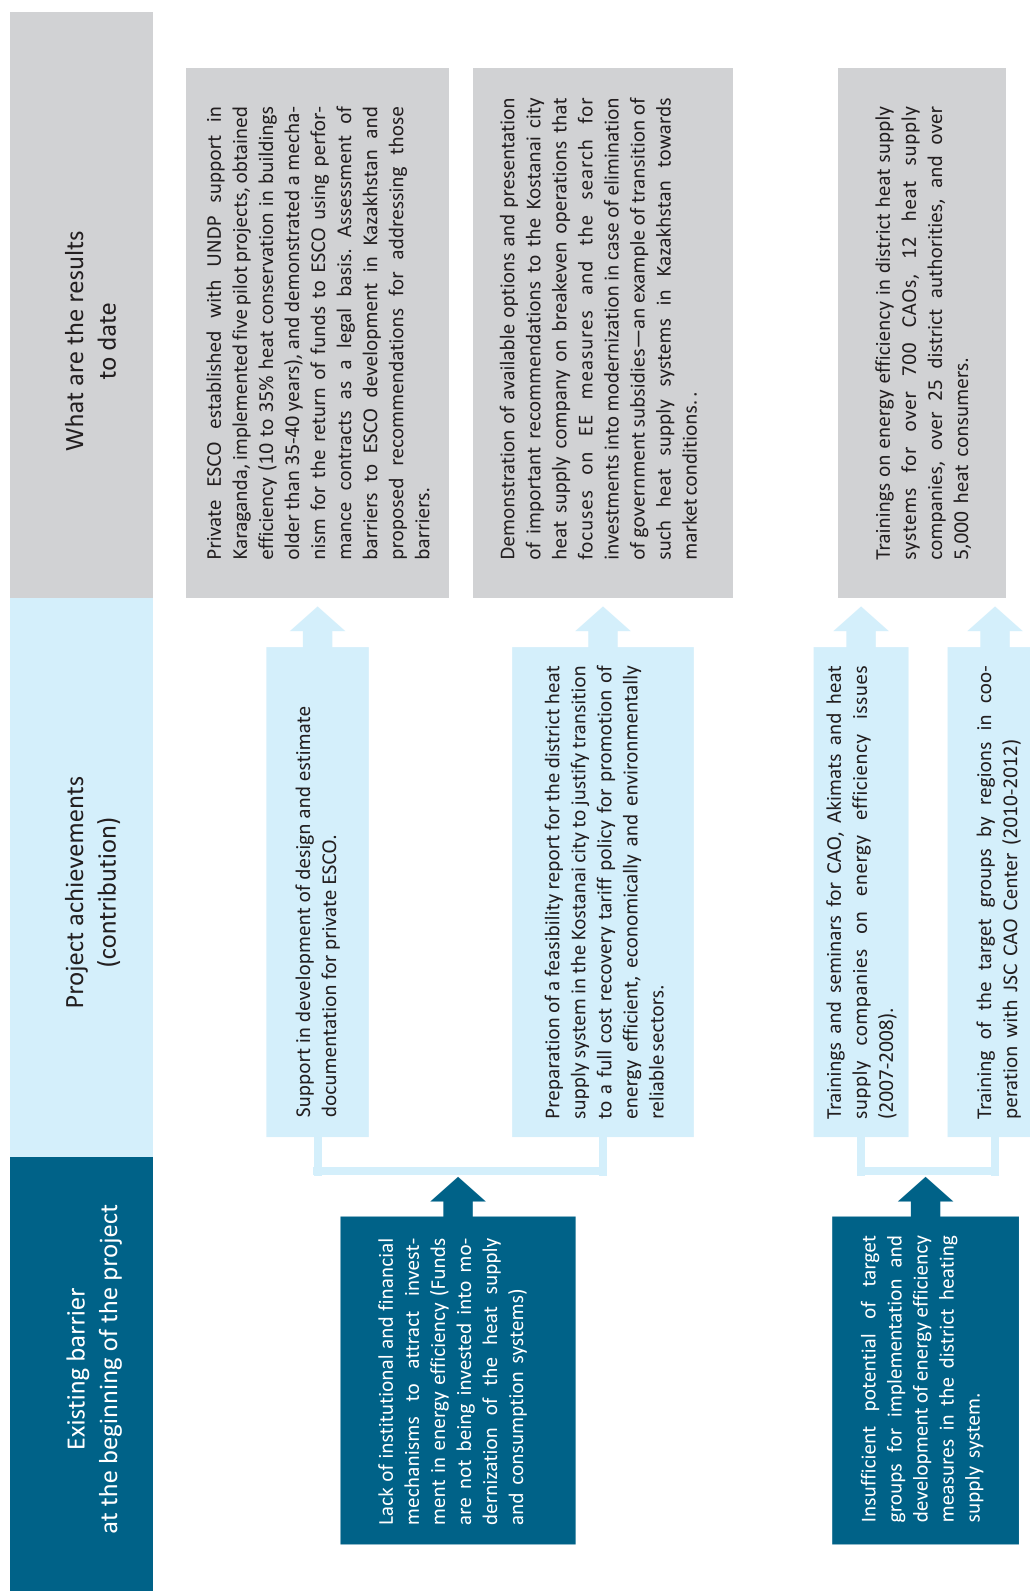 Existing barrier
at the beginning of the project
Project achievements
(contribution)
What are the results
to date
Lack of institutional and financial
mechanisms to attract invest-
ment in energy efficiency (Funds
are not being invested into mo-
dernization of the heat supply
and consumption systems)
Support in development of design and estimate
documentation for private ESCO.
Private ESCO established with UNDP support in
Karaganda, implemented five pilot projects, obtained
efficiency (10 to 35% heat conservation in buildings
older than 35-40 years), and demonstrated a mecha-
nism for the return of funds to ESCO using perfor-
mance contracts as a legal basis. Assessment of
barriers to ESCO development in Kazakhstan and
proposed recommendations for addressing those
barriers.
Preparation of a feasibility report for the district heat
supply system in the Kostanai city to justify transition
to a full cost recovery tariff policy for promotion of
energy efficient, economically and environmentally
reliable sectors.
Demonstration of available options and presentation
of important recommendations to the Kostanai city
heat supply company on breakeven operations that
focuses on EE measures and the search for
investments into modernization in case of elimination
of government subsidies—an example of transition of
such heat supply systems in Kazakhstan towards
market conditions. .
Insufficient potential of target
groups for implementation and
development of energy efficiency
measures in the district heating
supply system.
Trainings and seminars for CAO, Akimats and heat
supply companies on energy efficiency issues
(2007-2008).
Training of the target groups by regions in coo-
peration with JSC CAO Center (2010-2012)
Trainings on energy efficiency in district heat supply
systems for over 700 CAOs, 12 heat supply
companies, over 25 district authorities, and over
5,000 heat consumers.